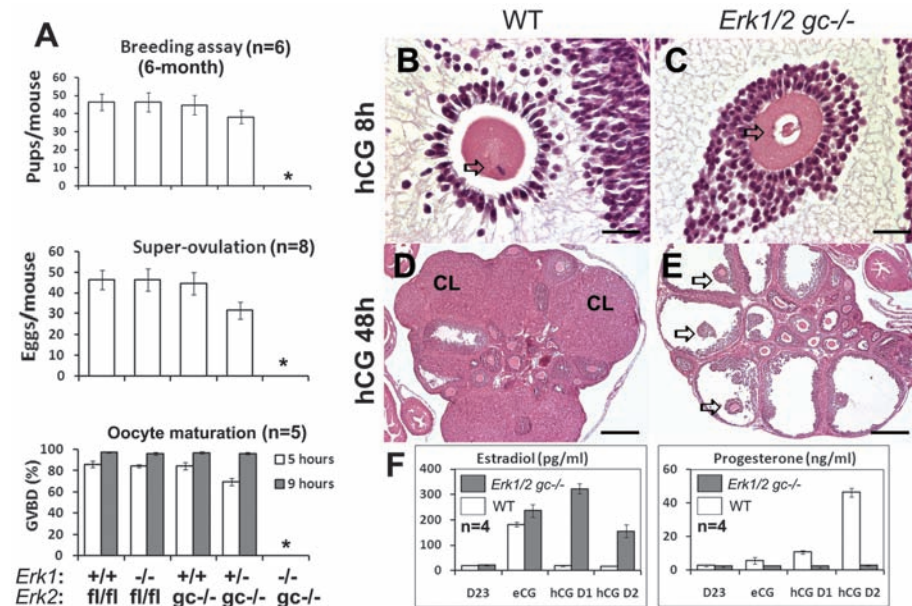 WT
Erk1/2 gc-/-
A
Breeding assay (n=6)
(6-month)
Pups/mouse
60
50
40
30
20
10
0
*
Super-ovulation (n=8)
Eggs/mouse
60
50
40
30
20
10
0
*
Oocyte maturation (n=5)
GVBD (%)
100
80
60
40
20
0
5 hours
9 hours
*
Erk1: +/+ -/- +/+ +/- -/-
Erk2: fl/fl fl/fl gc-/- gc-/- gc-/-
hCG 8h
B
C
hCG 48h
D
CL
CL
E
F
Estradiol (pg/ml)
400
300
200
100
0
Erk1/2 gc-/-
WT
n=4
D23 eCG hCG D1 hCG D2
Progesterone (ng/ml)
60
40
20
0
Erk1/2 gc-/-
WT
n=4
D23 eCG hCG D1 hCG D2